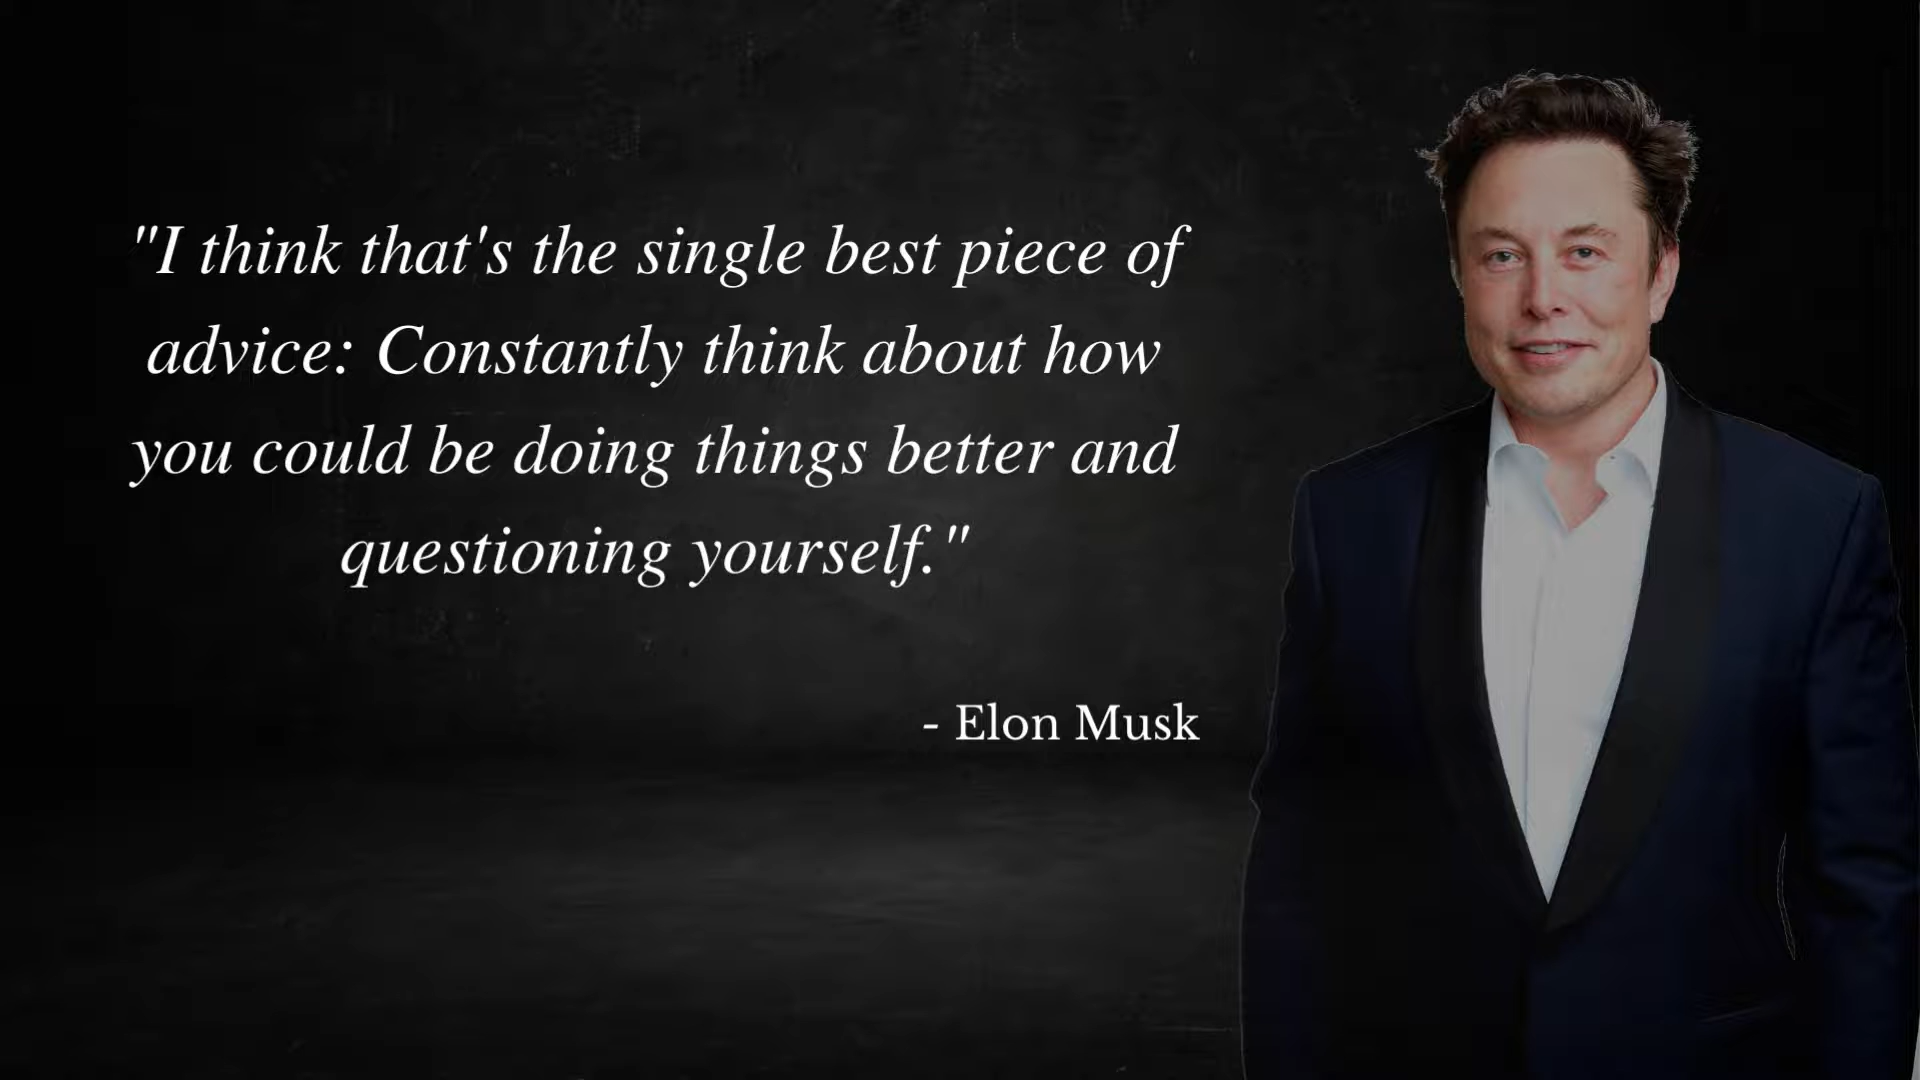 "I think that's the single best piece of
advice: Constantly think about how
you could be doing things better and
questioning yourself."
- Elon Musk